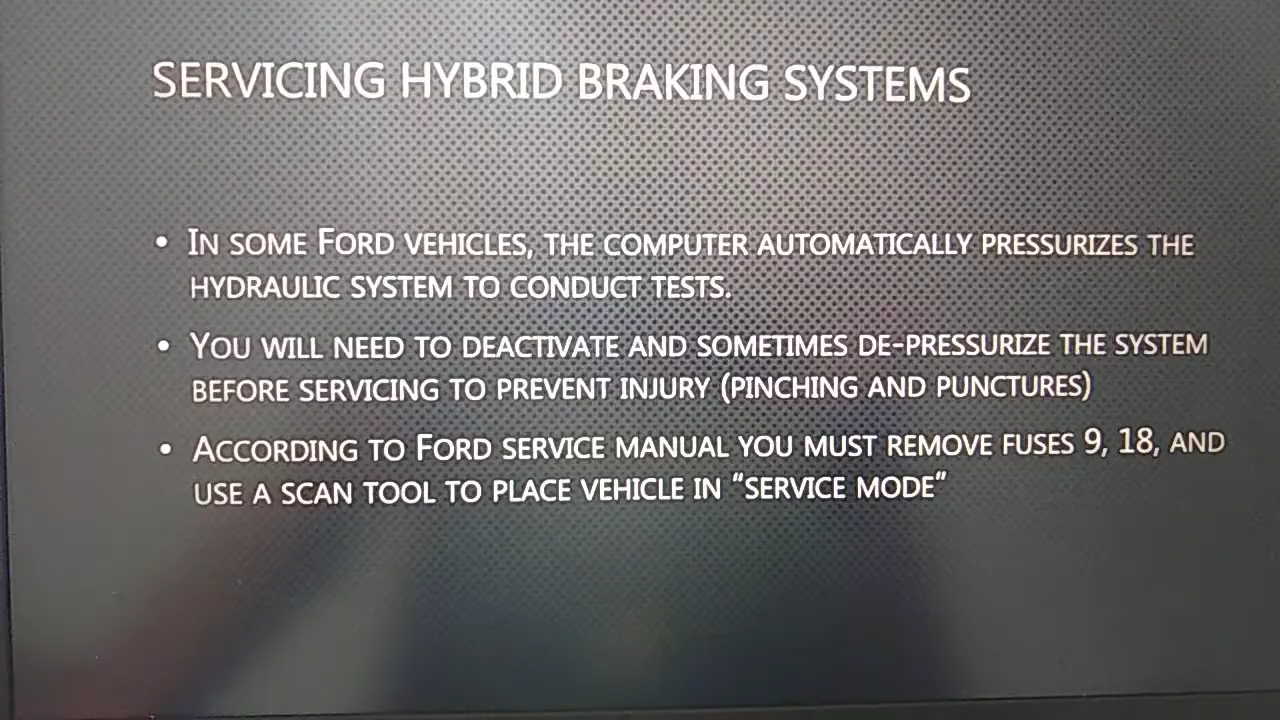 SERVICING HYBRID BRAKING SYSTEMS
• IN SOME FORD VEHICLES, THE COMPUTER AUTOMATICALLY PRESSURIZES THE
HYDRAULIC SYSTEM TO CONDUCT TESTS.
• YOU WILL NEED TO DEACTIVATE AND SOMETIMES DE-PRESSURIZE THE SYSTEM
BEFORE SERVICING TO PREVENT INJURY (PINCHING AND PUNCTURES)
• ACCORDING TO FORD SERVICE MANUAL YOU MUST REMOVE FUSES 9, 18, AND
USE A SCAN TOOL TO PLACE VEHICLE IN “SERVICE MODE”